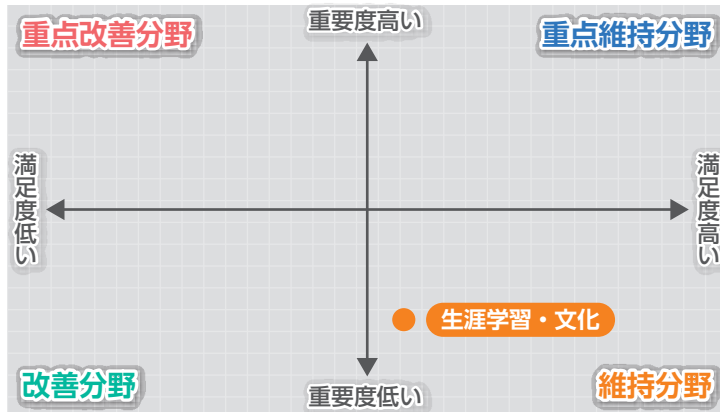 重点改善分野
重要度高い
重点維持分野
満足度低い
満足度高い
生涯学習・文化
改善分野
重要度低い
維持分野